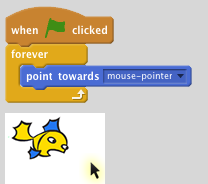 when clicked
forever
point towards mouse-pointer